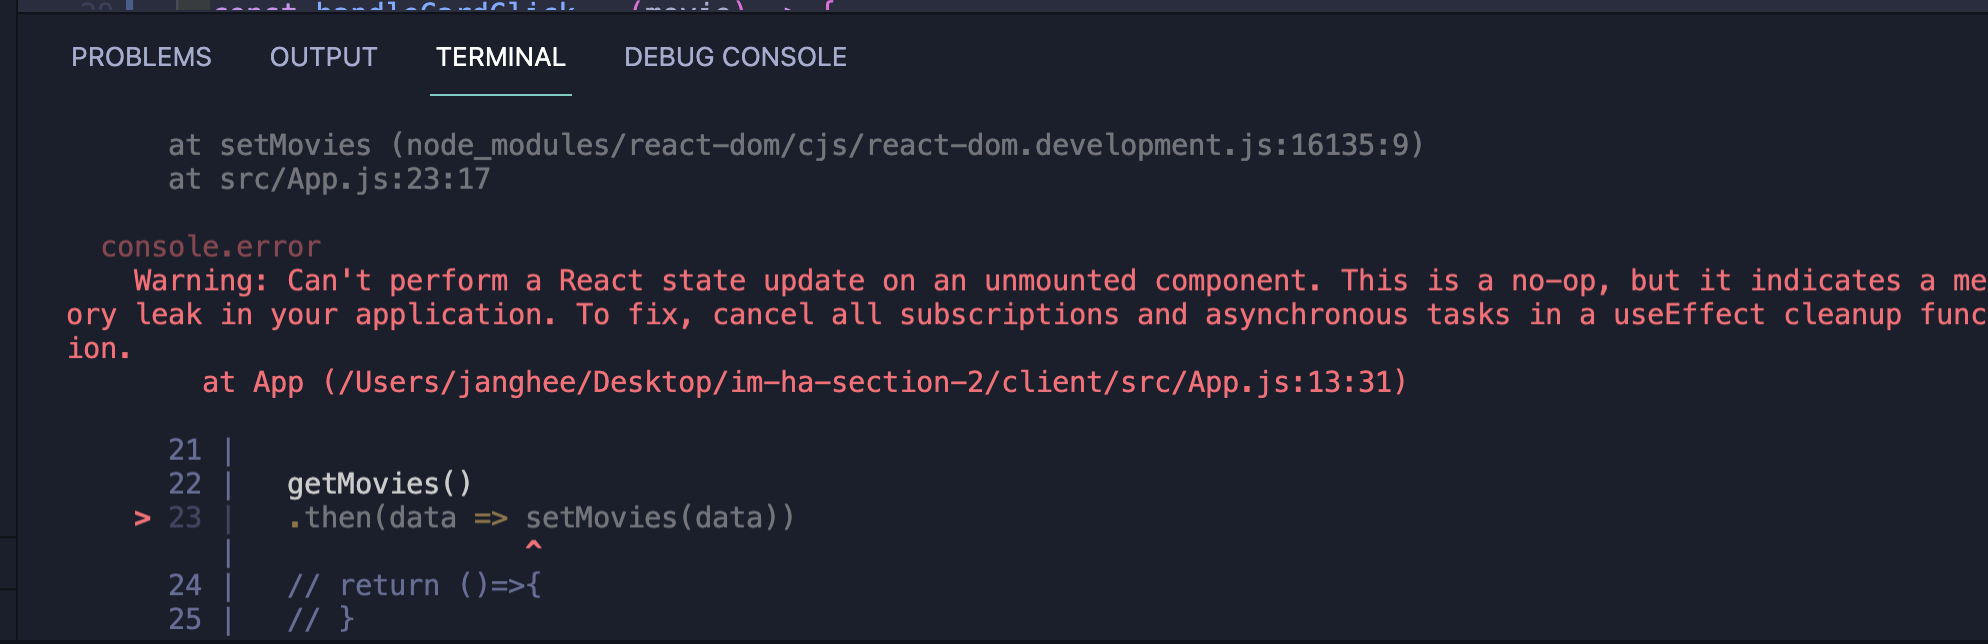 const handleCardClick = (movie) => {
PROBLEMS OUTPUT TERMINAL DEBUG CONSOLE
at setMovies (node_modules/react-dom/cjs/react-dom.development.js:16135:9)
at src/App.js:23:17
console.error
Warning: Can't perform a React state update on an unmounted component. This is a no-op, but it indicates a me
ory leak in your application. To fix, cancel all subscriptions and asynchronous tasks in a useEffect cleanup func
ion.
at App (/Users/janghee/Desktop/im-ha-section-2/client/src/App.js:13:31)
21 |
22 | getMovies()
> 23 | .then(data => setMovies(data))
| ^
24 | // return ()=>{
25 | // }